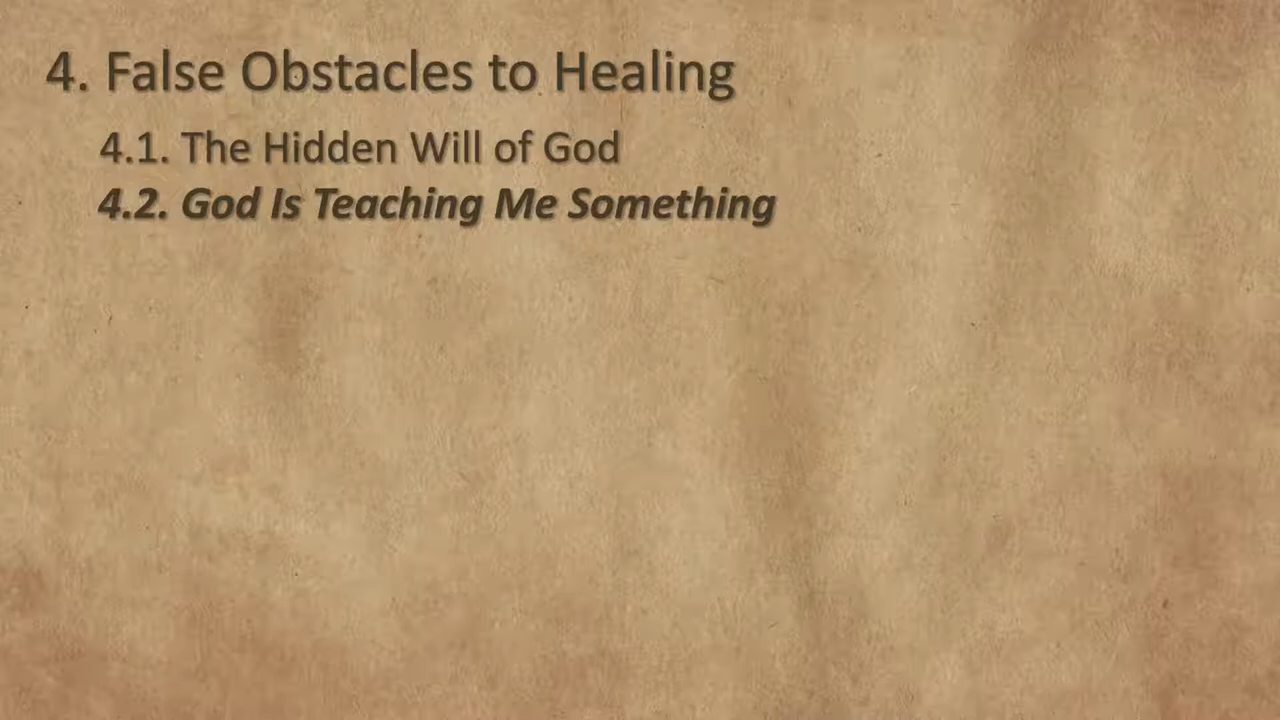 4. False Obstacles to Healing
4.1. The Hidden Will of God
4.2. God Is Teaching Me Something